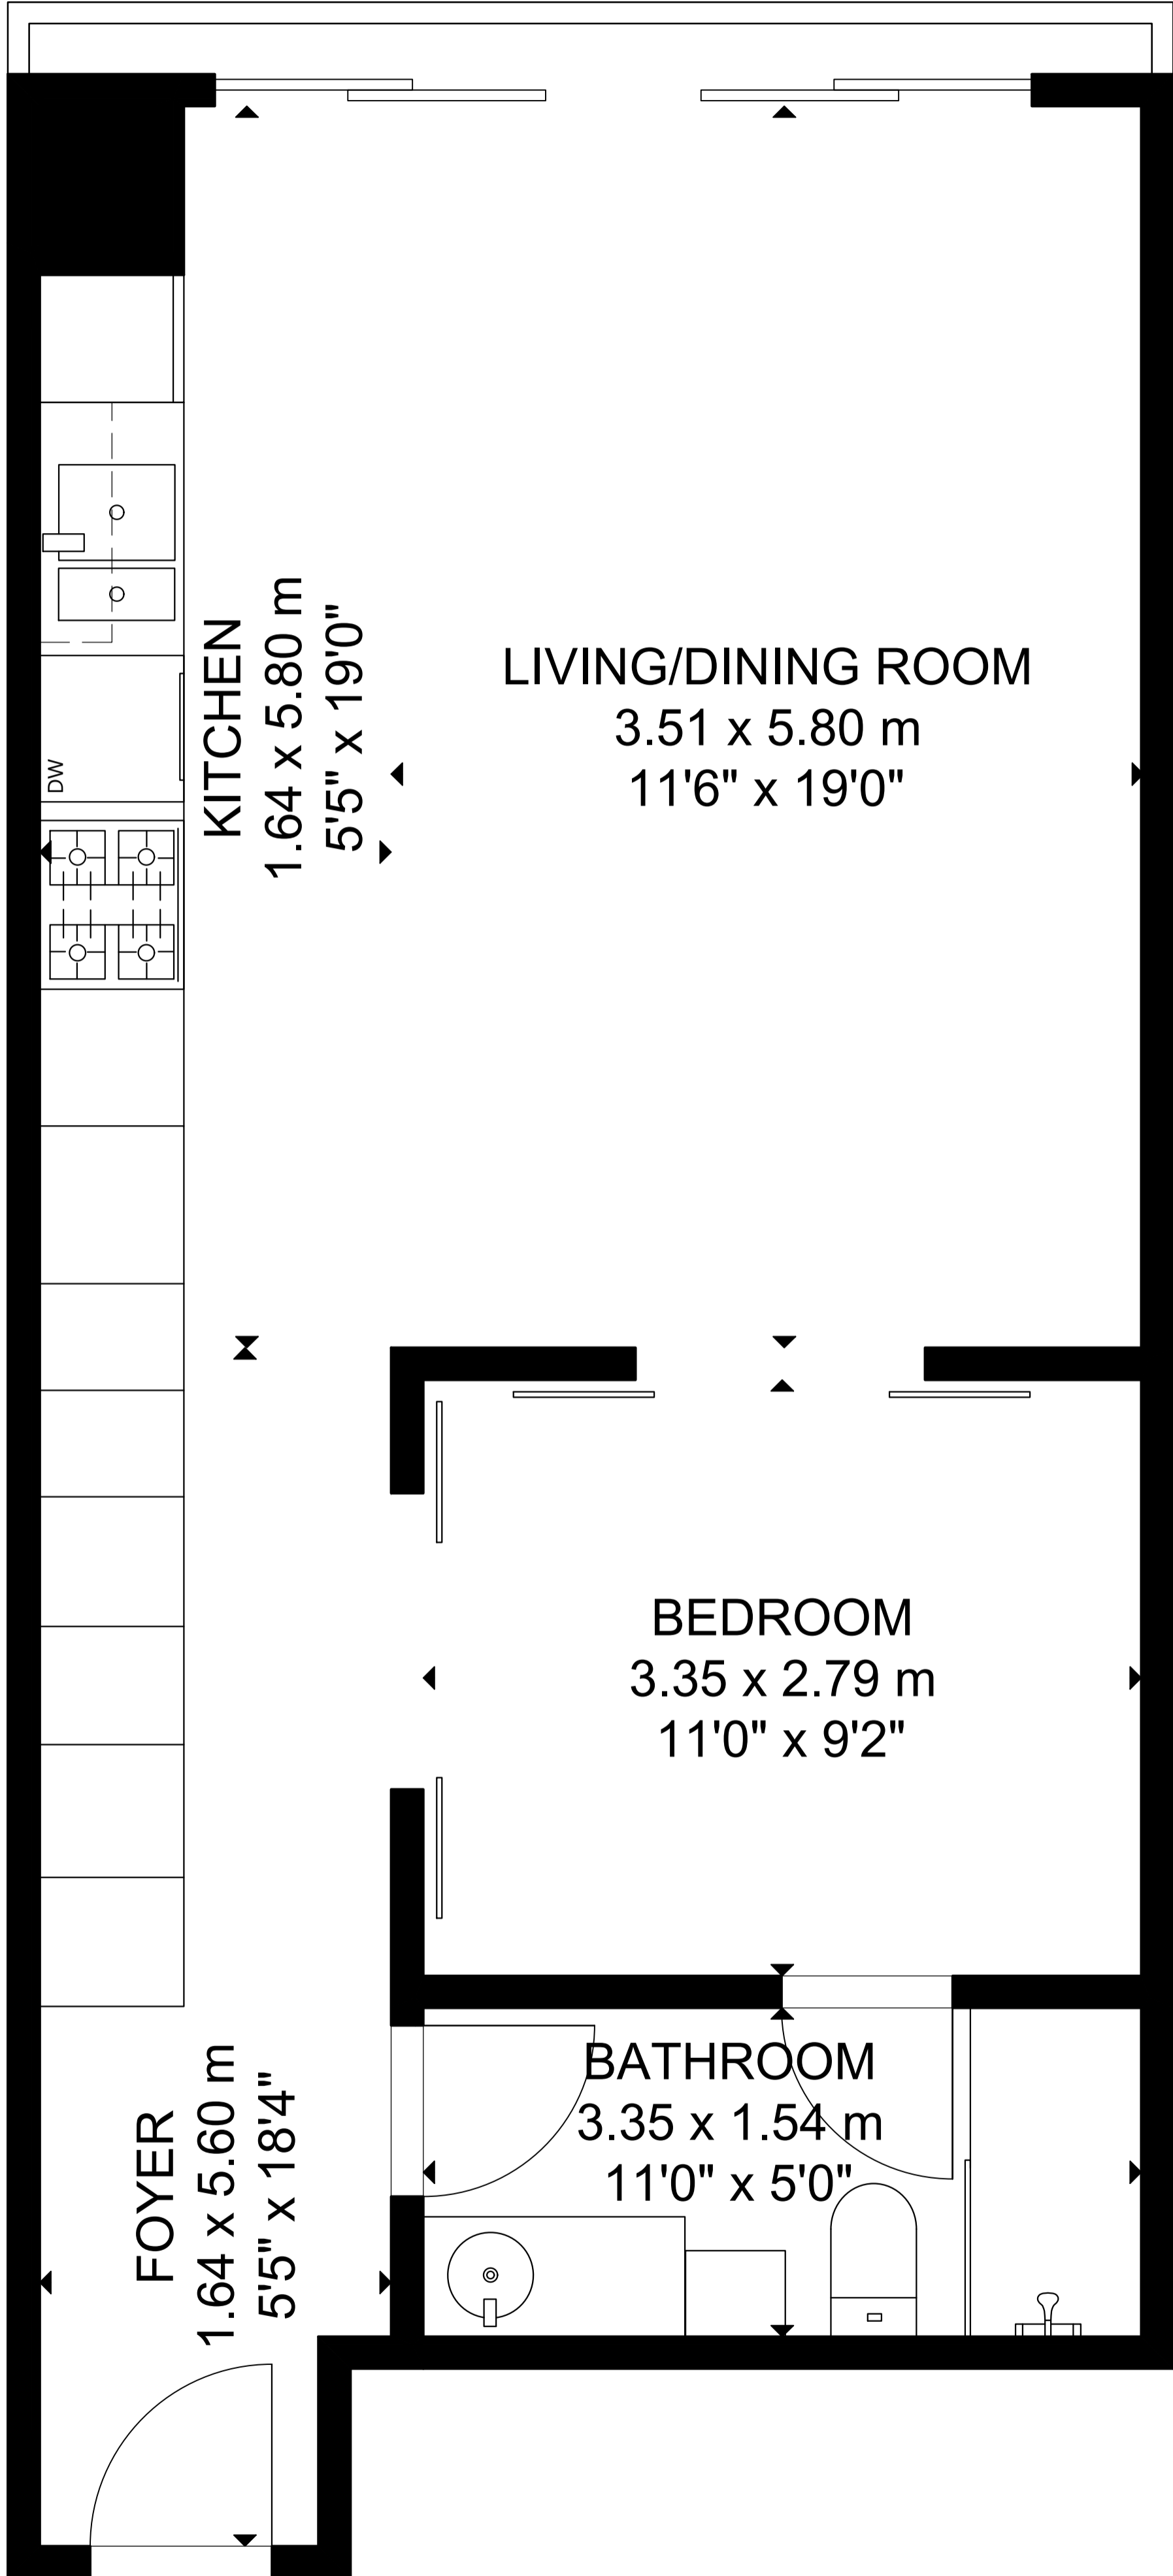 KITCHEN
1.64 x 5.80 m
5'5" x 19'0"
LIVING/DINING ROOM
3.51 x 5.80 m
11'6" x 19'0"
DW
BEDROOM
3.35 x 2.79 m
11'0" x 9'2"
BATHROOM
3.35 x 1.54 m
11'0" x 5'0"
FOYER
1.64 x 5.60 m
5'5" x 18'4"